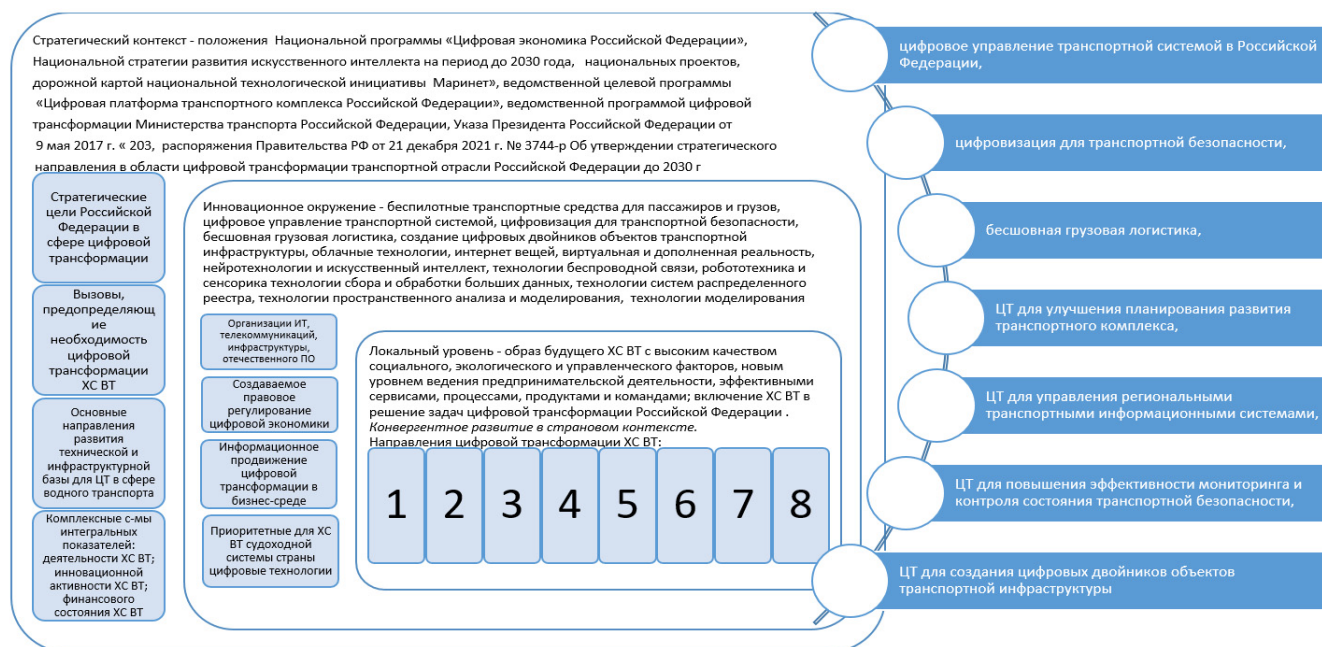 Стратегический контекст - положения Национальной программы «Цифровая экономика Российской Федерации»,
Национальной стратегии развития искусственного интеллекта на период до 2030 года, национальных проектов,
дорожной картой национальной технологической инициативы Маринет», ведомственной целевой программы
«Цифровая платформа транспортного комплекса Российской Федерации», ведомственной программой цифровой
трансформации Министерства транспорта Российской Федерации, Указа Президента Российской Федерации от
9 мая 2017 г. « 203, распоряжения Правительства РФ от 21 декабря 2021 г. № 3744-р Об утверждении стратегического
направления в области цифровой трансформации транспортной отрасли Российской Федерации до 2030 г
Стратегические
цели Российской
Федерации в
сфере цифровой
трансформации
Вызовы,
предопределяющ
ие
необходимость
цифровой
трансформации
ХС ВТ
Основные
направления
развития
технической и
инфраструктурной
базы для ЦТ в сфере
водного транспорта
Комплексные с-мы
интегральных
показателей:
деятельности ХС ВТ;
инновационной
активности ХС ВТ;
финансового
состояния ХС ВТ
Инновационное окружение - беспилотные транспортные средства для пассажиров и грузов,
цифровое управление транспортной системой, цифровизация для транспортной безопасности,
бесшовная грузовая логистика, создание цифровых двойников объектов транспортной
инфраструктуры, облачные технологии, интернет вещей, виртуальная и дополненная реальность,
нейротехнологии и искусственный интеллект, технологии беспроводной связи, робототехника и
сенсорика технологии сбора и обработки больших данных, технологии систем распределенного
реестра, технологии пространственного анализа и моделирования, технологии моделирования
Организации ИТ,
телекоммуникаций,
инфраструктуры,
отечественного ПО
Создаваемое
правовое
регулирование
цифровой экономики
Информационное
продвижение
цифровой
трансформации в
бизнес-среде
Приоритетные для ХС
ВТ судоходной
системы страны
цифровые технологии
Локальный уровень - образ будущего ХС ВТ с высоким качеством
социального, экологического и управленческого факторов, новым
уровнем ведения предпринимательской деятельности, эффективными
сервисами, процессами, продуктами и командами; включение ХС ВТ в
решение задач цифровой трансформации Российской Федерации .
Конвергентное развитие в страновом контексте.
Направления цифровой трансформации ХС ВТ:
1 2 3 4 5 6 7 8
цифровое управление транспортной системой в Российской
Федерации,
цифровизация для транспортной безопасности,
бесшовная грузовая логистика,
ЦТ для улучшения планирования развития
транспортного комплекса,
ЦТ для управления региональными
транспортными информационными системами,
ЦТ для повышения эффективности мониторинга и
контроля состояния транспортной безопасности,
ЦТ для создания цифровых двойников объектов
транспортной инфраструктуры